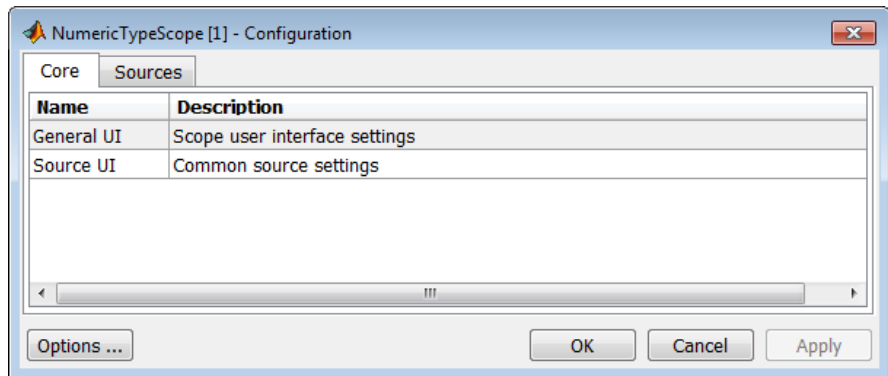 NumericTypeScope [1] - Configuration
Core Sources
Name Description
General UI Scope user interface settings
Source UI Common source settings
Options ... OK Cancel Apply